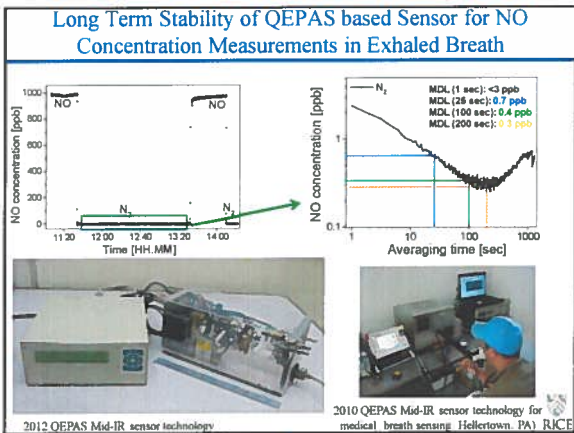 Long Term Stability of QEPAS based Sensor for NO
Concentration Measurements in Exhaled Breath
NO concentration [ppb]
1000
800
600
400
200
0
NO
NO
N2
N2
11:20
12:00
12:40
13:20
14:00
Time [HH.MM]
NO concentration [ppb]
1
0.1
N2
MDL (1 sec): <3 ppb
MDL (25 sec): 0.7 ppb
MDL (100 sec): 0.4 ppb
MDL (200 sec): 0.3 ppb
1
10
100
1000
Averaging time [sec]
2012 QEPAS Mid-IR sensor technology
2010 QEPAS Mid-IR sensor technology for
medical breath sensing Hellertown, PA) RICE